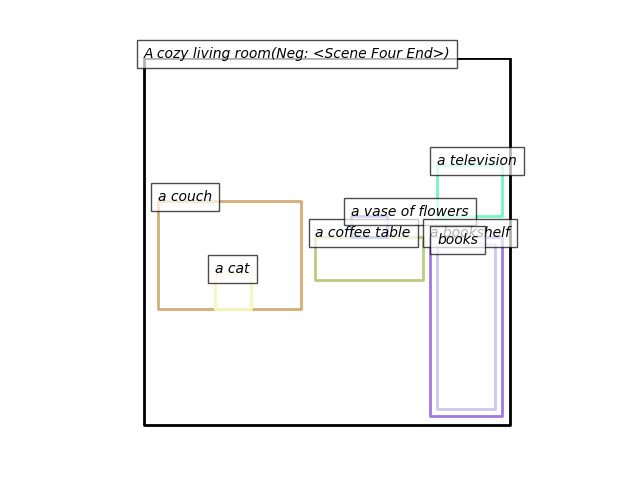 A cozy living room(Neg: <Scene Four End>)
a television
a couch
a vase of flowers
a coffee table
a bookshelf
books
a cat